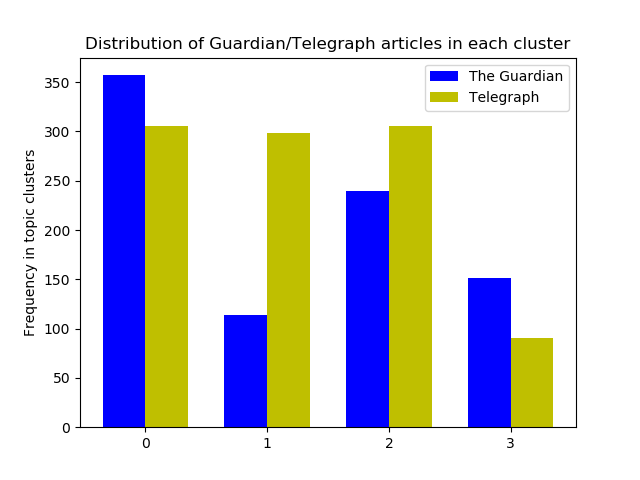 Distribution of Guardian/Telegraph articles in each cluster
The Guardian
Telegraph
Frequency in topic clusters
350
300
250
200
150
100
50
0
0 1 2 3